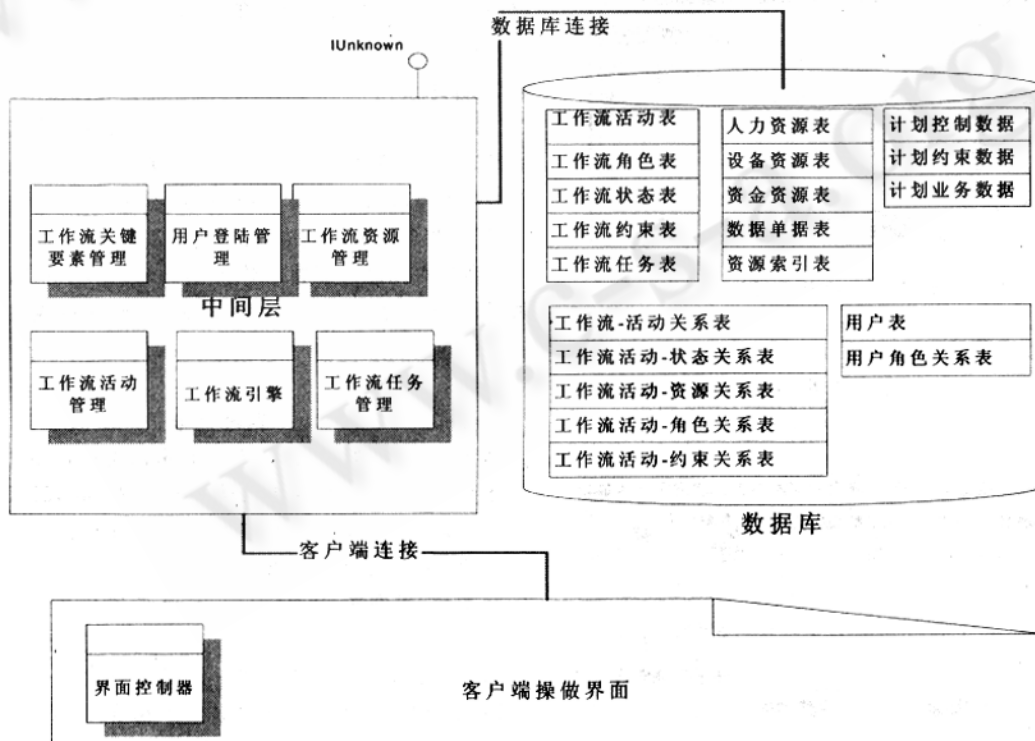 数据库连接
IUnknown
工作流关键
要素管理
用户登陆管
理
工作流资源
管理
中间层
工作流活动
管理
工作流引擎
工作流任务
管理
工作流活动表
工作流角色表
工作流状态表
工作流约束表
工作流任务表
人力资源表
设备资源表
资金资源表
数据单据表
资源索引表
计划控制数据
计划约束数据
计划业务数据
工作流-活动关系表
工作流活动-状态关系表
工作流活动-资源关系表
工作流活动-角色关系表
工作流活动-约束关系表
用户表
用户角色关系表
数据库
客户端连接
界面控制器
客户端操做界面